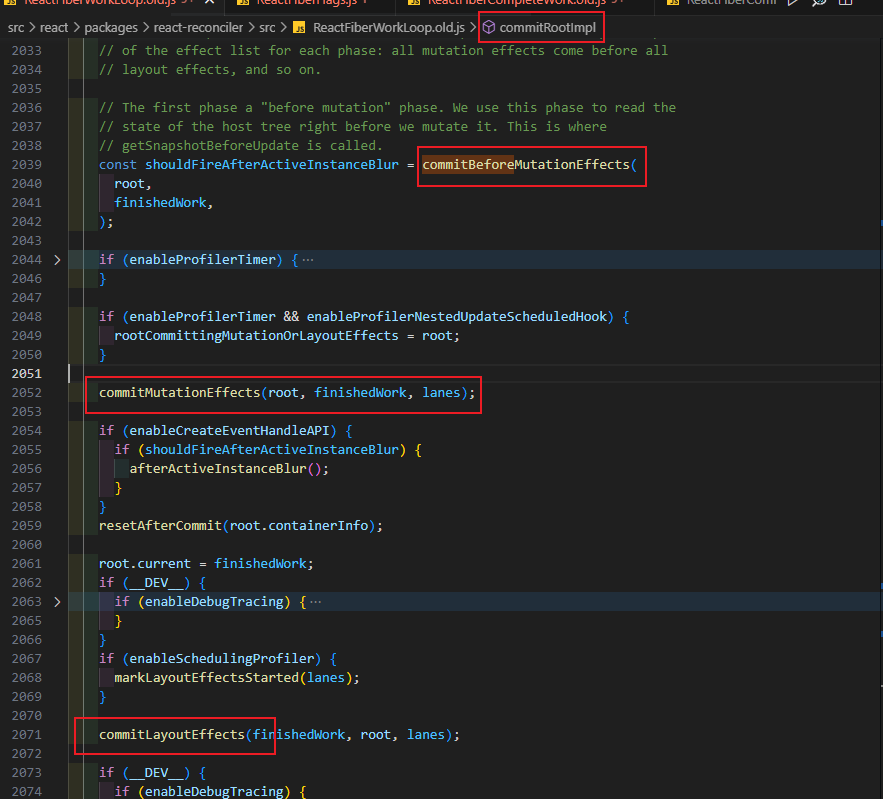 ReactFiberWorkLoop.old.js 9+ ReactFiberFlags.js ReactFiberCompleteWork.old.js 9+ ReactFiberComm
src > react > packages > react-reconciler > src > JS ReactFiberWorkLoop.old.js > commitRootImpl
2033 // of the effect list for each phase: all mutation effects come before all
2034 // layout effects, and so on.
2035
2036 // The first phase a "before mutation" phase. We use this phase to read the
2037 // state of the host tree right before we mutate it. This is where
2038 // getSnapshotBeforeUpdate is called.
2039 const shouldFireAfterActiveInstanceBlur = commitBeforeMutationEffects(
2040 root,
2041 finishedWork,
2042 );
2043
2044 > if (enableProfilerTimer) { ···
2046 }
2047
2048 if (enableProfilerTimer && enableProfilerNestedUpdateScheduledHook) {
2049 rootCommittingMutationOrLayoutEffects = root;
2050 }
2051
2052 commitMutationEffects(root, finishedWork, lanes);
2053
2054 if (enableCreateEventHandleAPI) {
2055 if (shouldFireAfterActiveInstanceBlur) {
2056 afterActiveInstanceBlur();
2057 }
2058 }
2059 resetAfterCommit(root.containerInfo);
2060
2061 root.current = finishedWork;
2062 if (__DEV__) {
2063 > if (enableDebugTracing) { ···
2065 }
2066 }
2067 if (enableSchedulingProfiler) {
2068 markLayoutEffectsStarted(lanes);
2069 }
2070
2071 commitLayoutEffects(finishedWork, root, lanes);
2072
2073 if (__DEV__) {
2074 if (enableDebugTracing) {